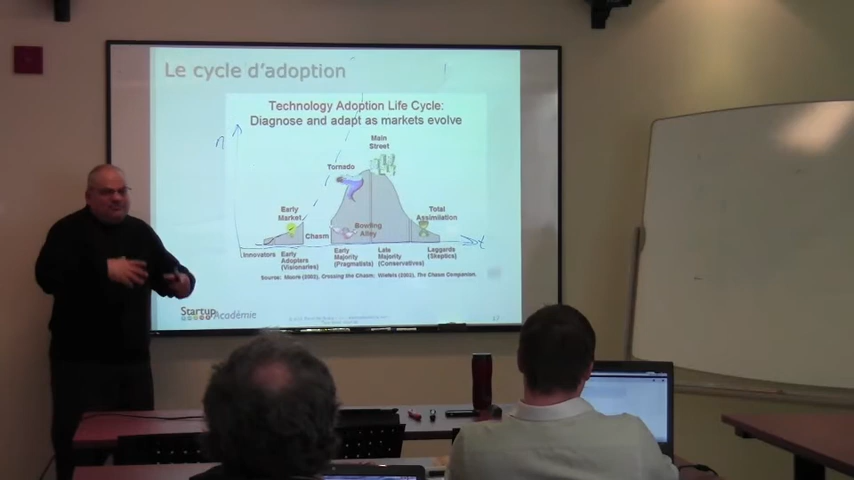 Le cycle d'adoption
Technology Adoption Life Cycle:
Diagnose and adapt as markets evolve
n
Main
Street
Tornado
Early
Market
Total
Assimilation
Chasm
Bowling
Alley
t
Innovators
Early
Adopters
(Visionaries)
Early
Majority
(Pragmatists)
Late
Majority
(Conservatives)
Laggards
(Skeptics)
Source: Moore (2002), Crossing the Chasm; Wiefels (2002), The Chasm Companion.
StartupAcadémie
17